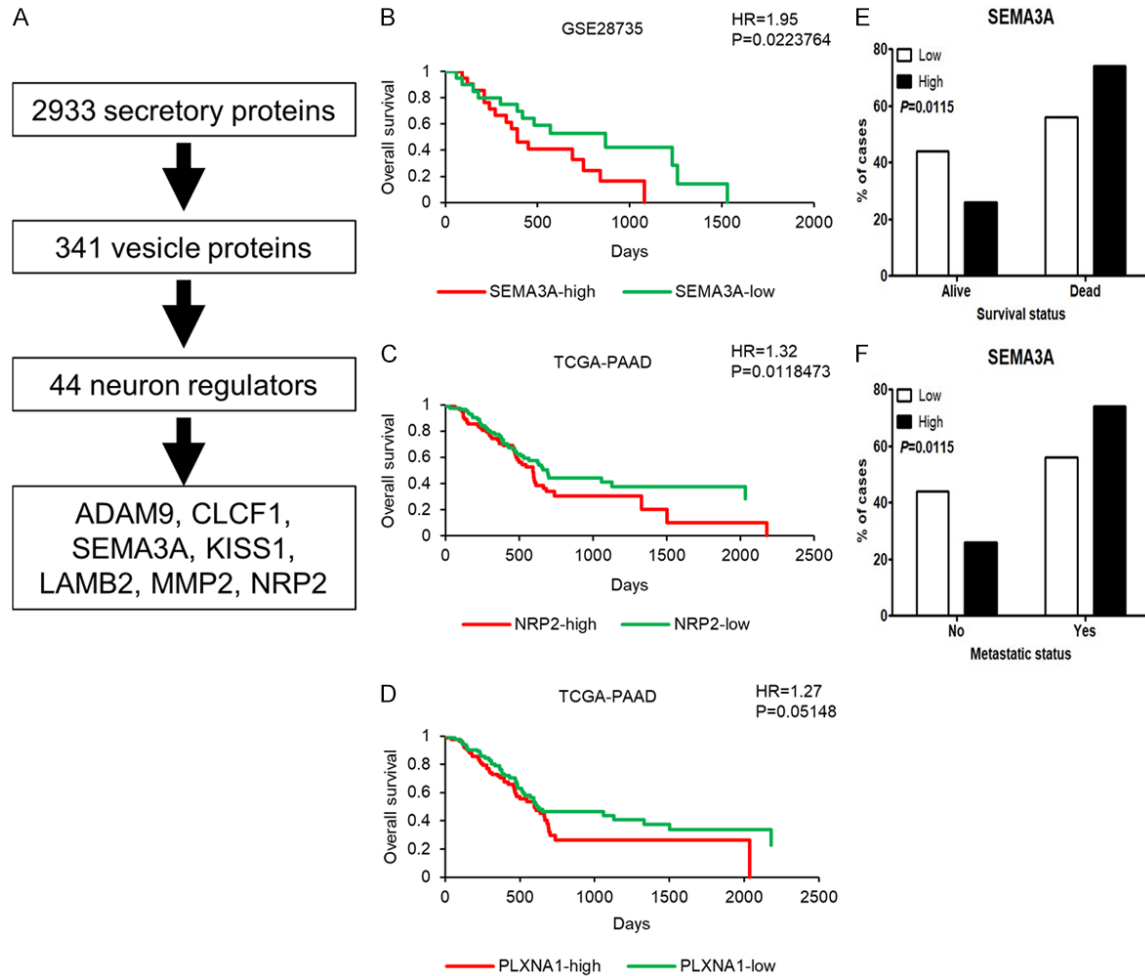 A
2933 secretory proteins
341 vesicle proteins
44 neuron regulators
ADAM9, CLCF1,
SEMA3A, KISS1,
LAMB2, MMP2, NRP2
B
GSE28735
HR=1.95
P=0.0223764
Overall survival
1
0.8
0.6
0.4
0.2
0
0 500 1000 1500 2000
Days
SEMA3A-high SEMA3A-low
C
TCGA-PAAD
HR=1.32
P=0.0118473
Overall survival
1
0.8
0.6
0.4
0.2
0
0 500 1000 1500 2000 2500
Days
NRP2-high NRP2-low
D
TCGA-PAAD
HR=1.27
P=0.05148
Overall survival
1
0.8
0.6
0.4
0.2
0
0 500 1000 1500 2000 2500
Days
PLXNA1-high PLXNA1-low
E
SEMA3A
Low
High
P=0.0115
% of cases
80
60
40
20
0
Alive Dead
Survival status
F
SEMA3A
Low
High
P=0.0115
% of cases
80
60
40
20
0
No Yes
Metastatic status